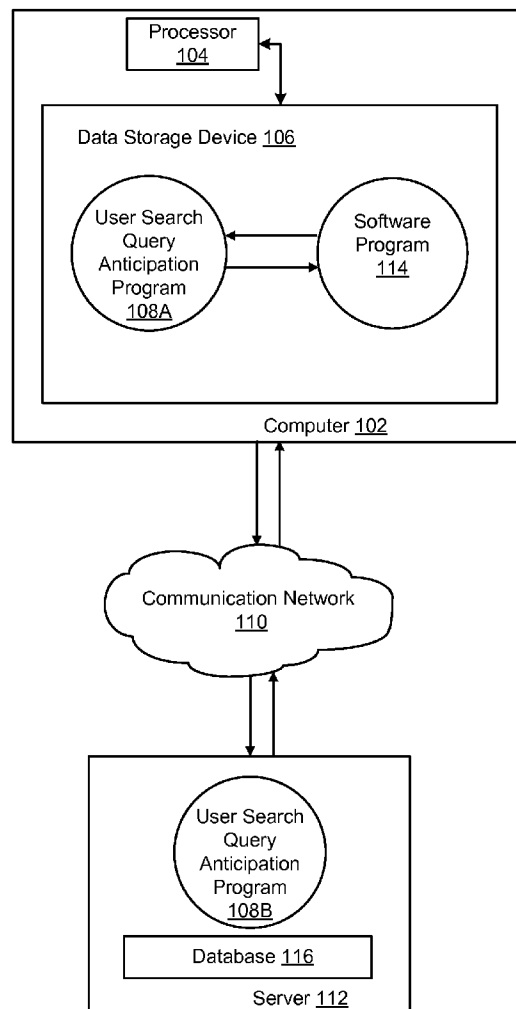 Processor
104
Data Storage Device 106
User Search
Query
Anticipation
Program
108A
Software
Program
114
Computer 102
Communication Network
110
User Search
Query
Anticipation
Program
108B
Database 116
Server 112